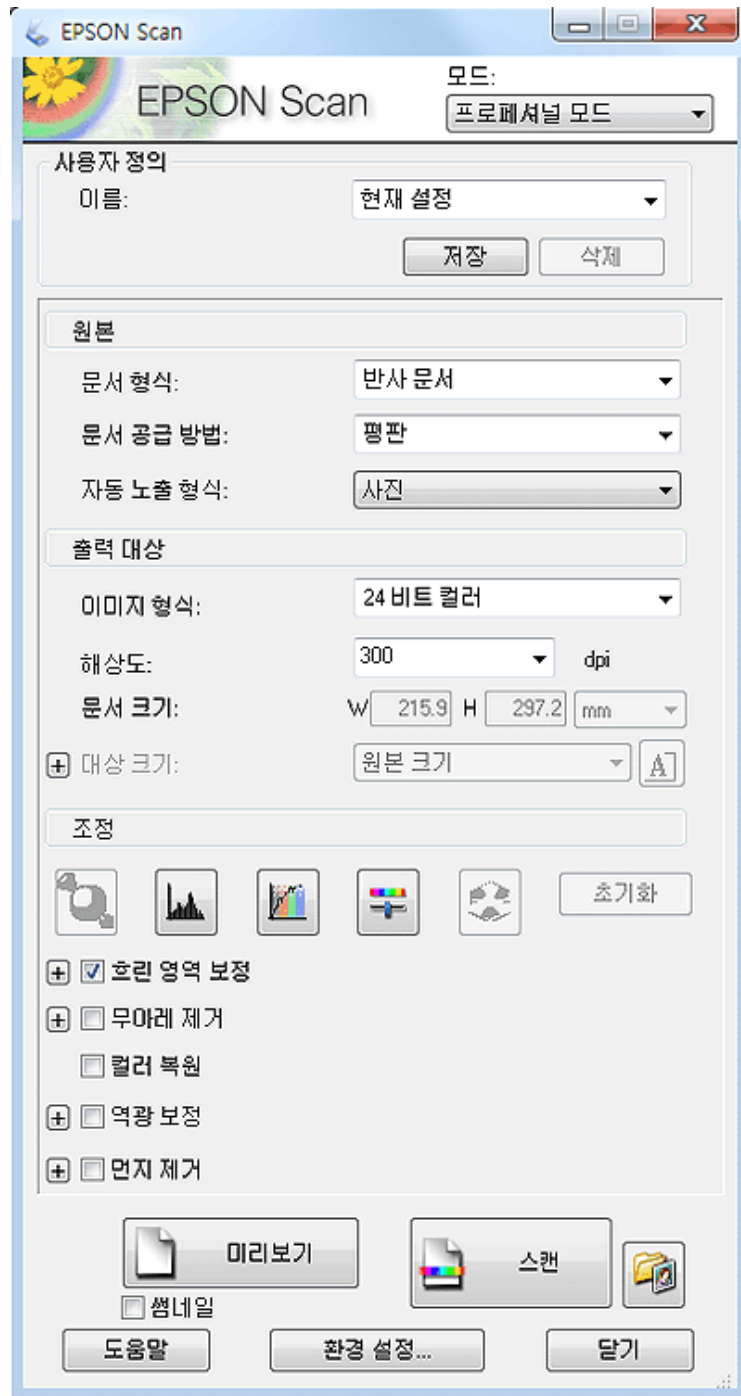 EPSON Scan
EPSON Scan
모드:
프로페셔널 모드
사용자 정의
이름:
현재 설정
저장
삭제
원본
문서 형식:
반사 문서
문서 공급 방법:
평판
자동 노출 형식:
사진
출력 대상
이미지 형식:
24 비트 컬러
해상도:
300
dpi
문서 크기:
W 215.9 H 297.2 mm
대상 크기:
원본 크기
A
조정
초기화
흐린 영역 보정
무아레 제거
컬러 복원
역광 보정
먼지 제거
미리보기
스캔
썸네일
도움말
환경 설정...
닫기